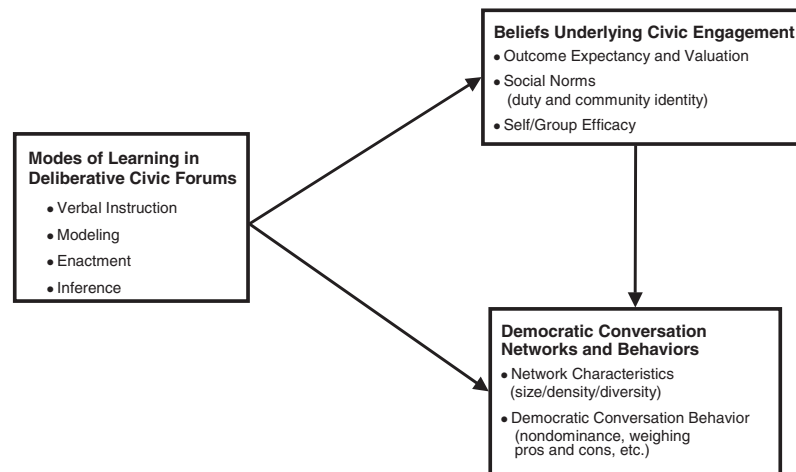 Beliefs Underlying Civic Engagement
• Outcome Expectancy and Valuation
• Social Norms
(duty and community identity)
• Self/Group Efficacy
Modes of Learning in
Deliberative Civic Forums
• Verbal Instruction
• Modeling
• Enactment
• Inference
Democratic Conversation
Networks and Behaviors
• Network Characteristics
(size/density/diversity)
• Democratic Conversation Behavior
(nondominance, weighing
pros and cons, etc.)